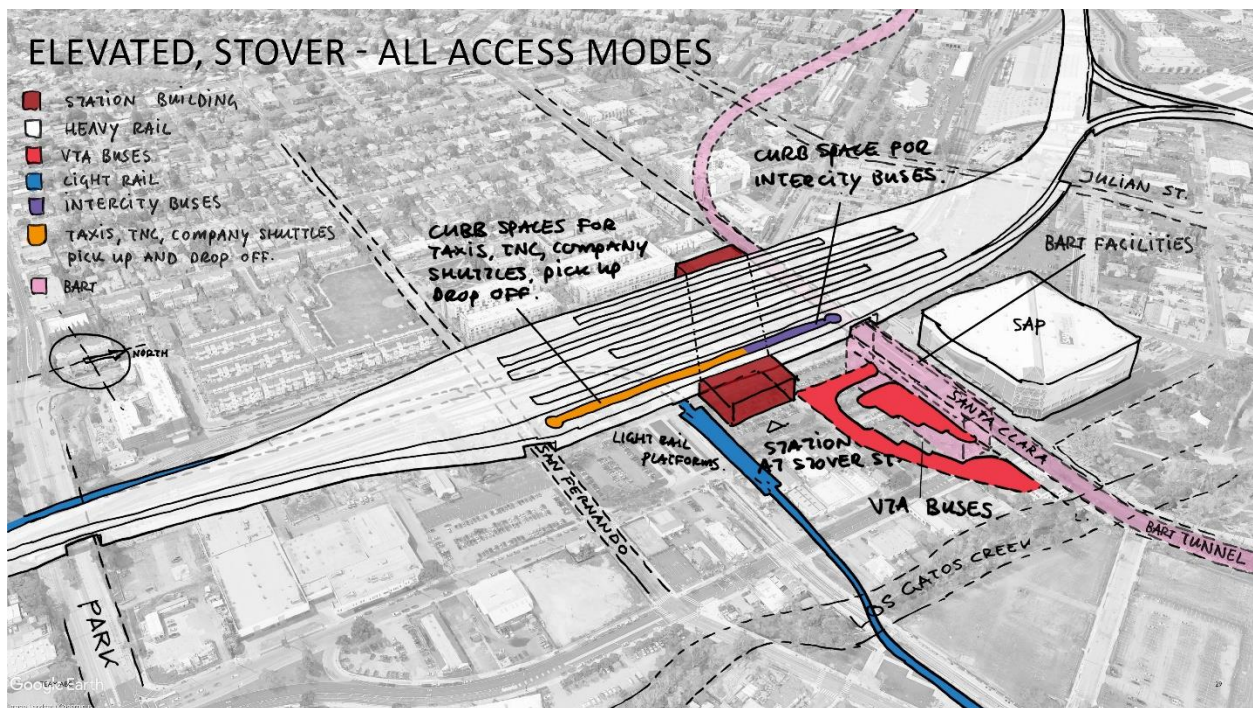 ELEVATED, STOVER - ALL ACCESS MODES
STATION BUILDING
HEAVY RAIL
VTA BUSES
LIGHT RAIL
INTERCITY BUSES
TAXIS, TNC, COMPANY SHUTTLES
PICK UP AND DROP OFF.
BART
NORTH
CURB SPACES FOR
TAXIS, TNC, COMPANY
SHUTTLES, PICK UP
DROP OFF.
CURB SPACE FOR
INTERCITY BUSES.
JULIAN ST.
BART FACILITIES
SAP
SANTA CLARA
LIGHT RAIL
PLATFORMS.
STATION
AT STOVER ST.
VTA BUSES
SAN FERNANDO
BART TUNNEL
OS GATOS CREEK
PARK
Google Earth
29